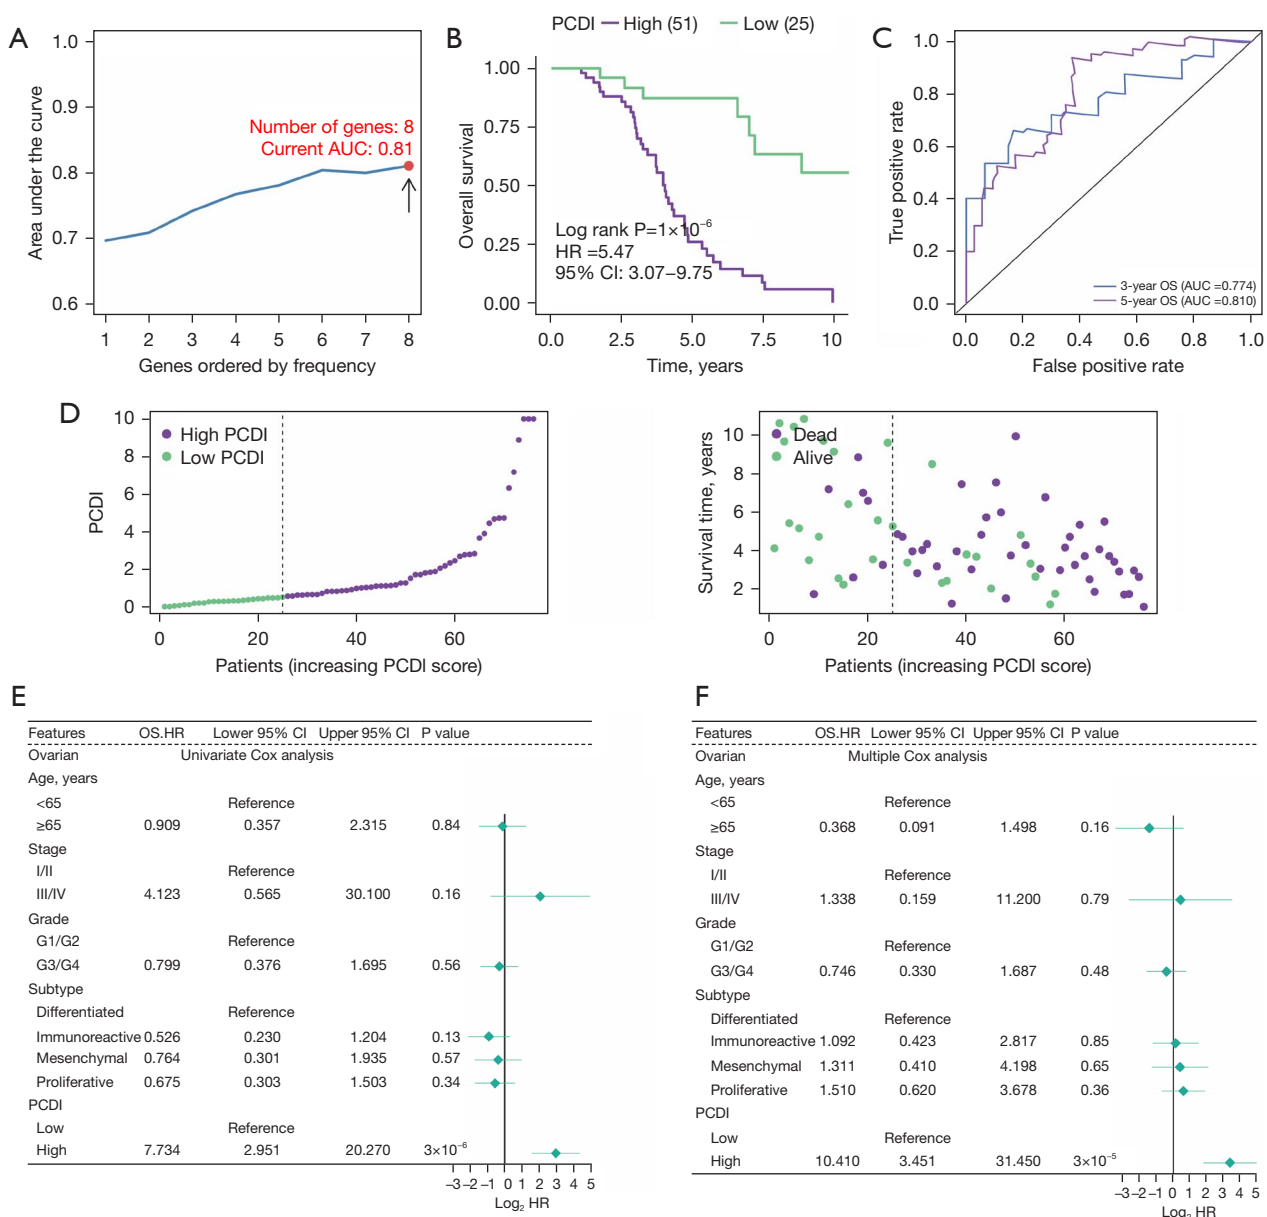 A
1.0
0.9
0.8
0.7
0.6
Area under the curve
Number of genes: 8
Current AUC: 0.81
1 2 3 4 5 6 7 8
Genes ordered by frequency
B
PCDI High (51) Low (25)
1.00
0.75
0.50
0.25
0.00
Overall survival
Log rank P=1×10⁻⁶
HR =5.47
95% CI: 3.07–9.75
0 2.5 5.0 7.5 10
Time, years
C
1.0
0.8
0.6
0.4
0.2
0.0
True positive rate
3-year OS (AUC =0.774)
5-year OS (AUC =0.810)
0.0 0.2 0.4 0.6 0.8 1.0
False positive rate
D
10
8
6
4
2
0
PCDI
High PCDI
Low PCDI
0 20 40 60
Patients (increasing PCDI score)
10
8
6
4
2
Survival time, years
Dead
Alive
0 20 40 60
Patients (increasing PCDI score)
E
Features OS.HR Lower 95% CI Upper 95% CI P value
Ovarian Univariate Cox analysis
Age, years
<65 Reference
≥65 0.909 0.357 2.315 0.84
Stage
I/II Reference
III/IV 4.123 0.565 30.100 0.16
Grade
G1/G2 Reference
G3/G4 0.799 0.376 1.695 0.56
Subtype
Differentiated Reference
Immunoreactive 0.526 0.230 1.204 0.13
Mesenchymal 0.764 0.301 1.935 0.57
Proliferative 0.675 0.303 1.503 0.34
PCDI
Low Reference
High 7.734 2.951 20.270 3×10⁻⁶
–3 –2 –1 0 1 2 3 4 5
Log₂ HR
F
Features OS.HR Lower 95% CI Upper 95% CI P value
Ovarian Multiple Cox analysis
Age, years
<65 Reference
≥65 0.368 0.091 1.498 0.16
Stage
I/II Reference
III/IV 1.338 0.159 11.200 0.79
Grade
G1/G2 Reference
G3/G4 0.746 0.330 1.687 0.48
Subtype
Differentiated Reference
Immunoreactive 1.092 0.423 2.817 0.85
Mesenchymal 1.311 0.410 4.198 0.65
Proliferative 1.510 0.620 3.678 0.36
PCDI
Low Reference
High 10.410 3.451 31.450 3×10⁻⁵
–3 –2 –1 0 1 2 3 4 5
Log₂ HR